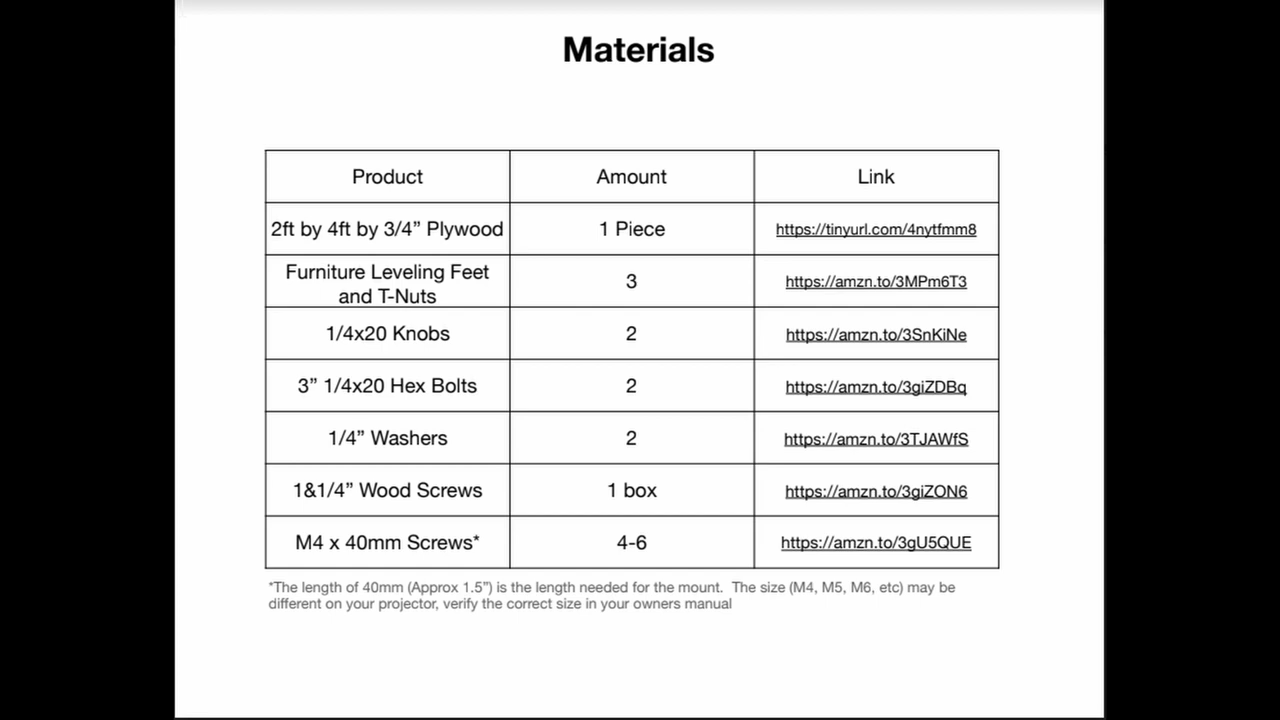 Materials
Product Amount Link
2ft by 4ft by 3/4” Plywood 1 Piece https://tinyurl.com/4nytfmm8
Furniture Leveling Feet
and T-Nuts 3 https://amzn.to/3MPm6T3
1/4x20 Knobs 2 https://amzn.to/3SnKiNe
3” 1/4x20 Hex Bolts 2 https://amzn.to/3giZDBq
1/4” Washers 2 https://amzn.to/3TJAWfS
1&1/4” Wood Screws 1 box https://amzn.to/3giZON6
M4 x 40mm Screws* 4-6 https://amzn.to/3gU5QUE
*The length of 40mm (Approx 1.5”) is the length needed for the mount. The size (M4, M5, M6, etc) may be
different on your projector, verify the correct size in your owners manual